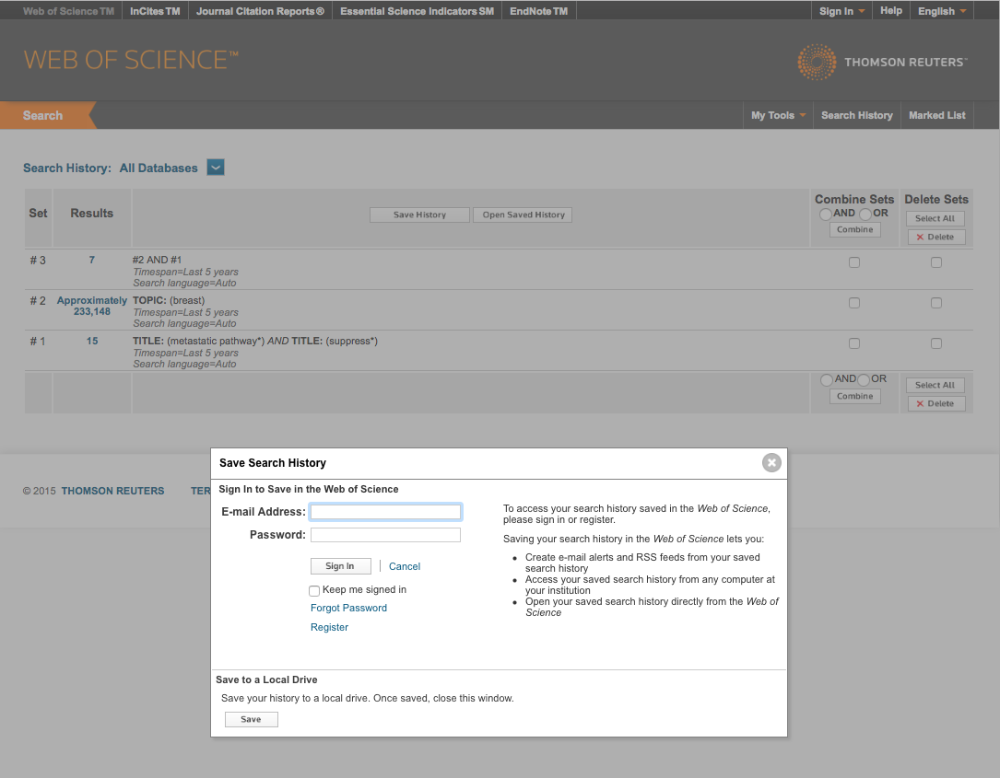 Web of Science TM InCites TM Journal Citation Reports ® Essential Science Indicators SM EndNote TM Sign In Help English
WEB OF SCIENCE™ THOMSON REUTERS™
Search My Tools Search History Marked List
Search History: All Databases
Set Results Save History Open Saved History Combine Sets AND OR Combine Delete Sets Select All Delete
# 3 7 #2 AND #1
Timespan=Last 5 years
Search language=Auto
# 2 Approximately 233,148 TOPIC: (breast)
Timespan=Last 5 years
Search language=Auto
# 1 15 TITLE: (metastatic pathway*) AND TITLE: (suppress*)
Timespan=Last 5 years
Search language=Auto
AND OR Select All
Combine Delete
Save Search History
© 2015 THOMSON REUTERS TER
Sign In to Save in the Web of Science
E-mail Address:
Password:
Sign In | Cancel
Keep me signed in
Forgot Password
Register
To access your search history saved in the Web of Science,
please sign in or register.
Saving your search history in the Web of Science lets you:
• Create e-mail alerts and RSS feeds from your saved
search history
• Access your saved search history from any computer at
your institution
• Open your saved search history directly from the Web of
Science
Save to a Local Drive
Save your history to a local drive. Once saved, close this window.
Save